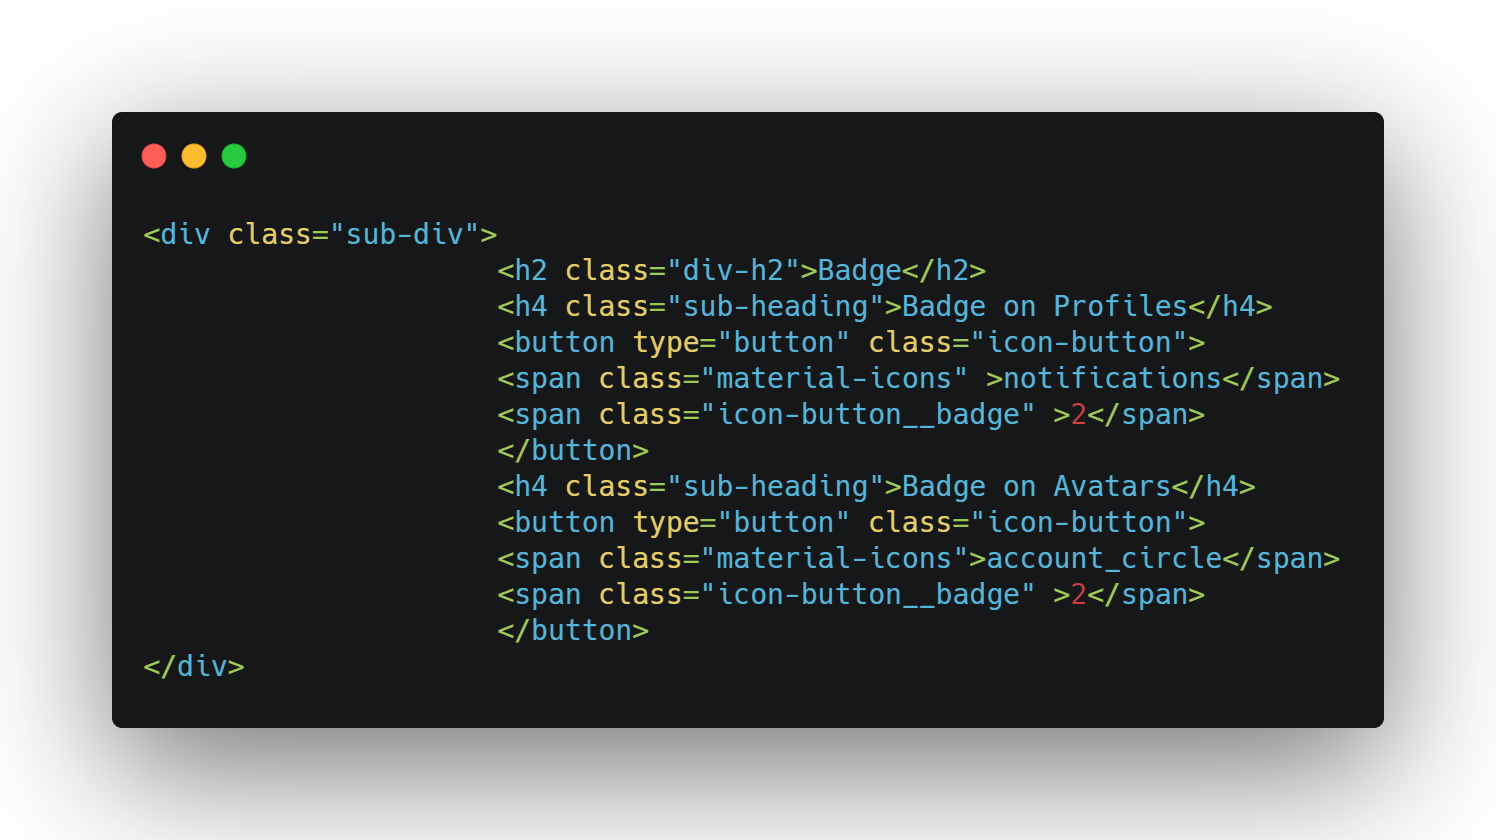 <div class="sub-div">
<h2 class="div-h2">Badge</h2>
<h4 class="sub-heading">Badge on Profiles</h4>
<button type="button" class="icon-button">
<span class="material-icons" >notifications</span>
<span class="icon-button__badge" >2</span>
</button>
<h4 class="sub-heading">Badge on Avatars</h4>
<button type="button" class="icon-button">
<span class="material-icons">account_circle</span>
<span class="icon-button__badge" >2</span>
</button>
</div>